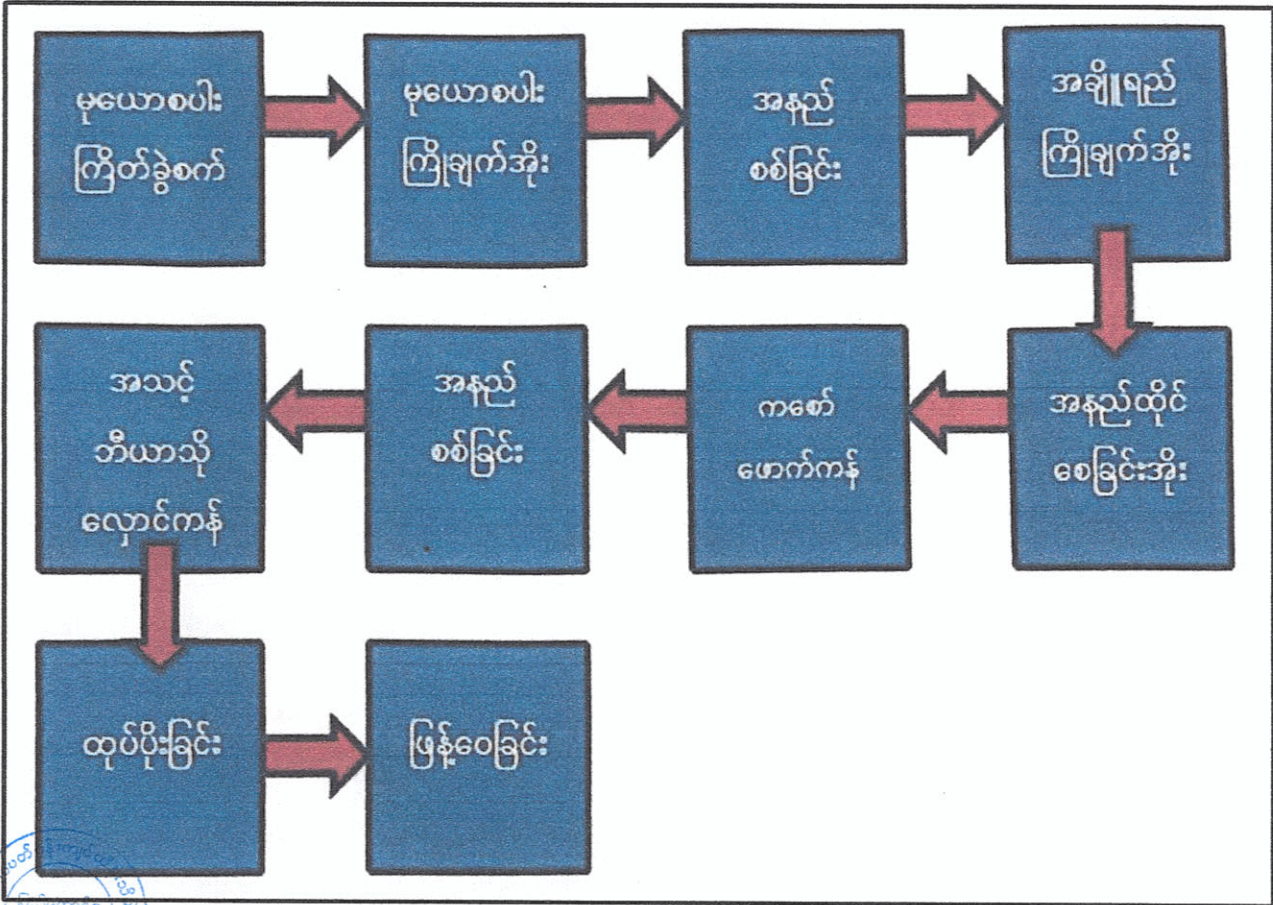 မုယောစပါး
ကြိတ်ခွဲစက်
မုယောစပါး
ကြိုချက်အိုး
အနည်
စစ်ခြင်း
အချိူရည်
ကြိုချက်အိုး
အနည်ထိုင်
စေခြင်းအိုး
ကစော်
ဖောက်ကန်
အနည်
စစ်ခြင်း
အသင့်
ဘီယာသို
လှောင်ကန်
ထုပ်ပိုးခြင်း
ဖြန့်ဝေခြင်း